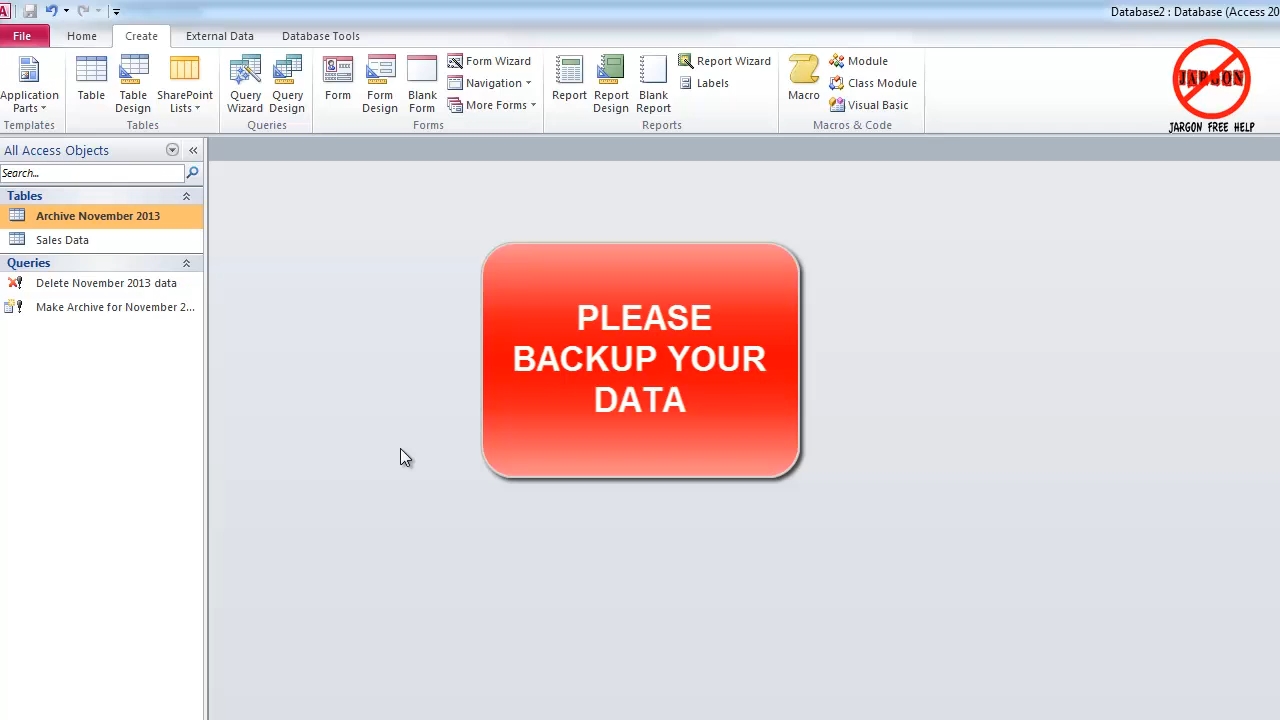 Database2 : Database (Access 20
File Home Create External Data Database Tools
Application Parts Table Table Design SharePoint Lists Query Wizard Query Design Form Form Design Blank Form Form Wizard Navigation More Forms Report Report Design Blank Report Report Wizard Labels Macro Module Class Module Visual Basic
Templates Tables Queries Forms Reports Macros & Code
JARGON
JARGON FREE HELP
All Access Objects
Search...
Tables
Archive November 2013
Sales Data
Queries
Delete November 2013 data
Make Archive for November 2...
PLEASE
BACKUP YOUR
DATA